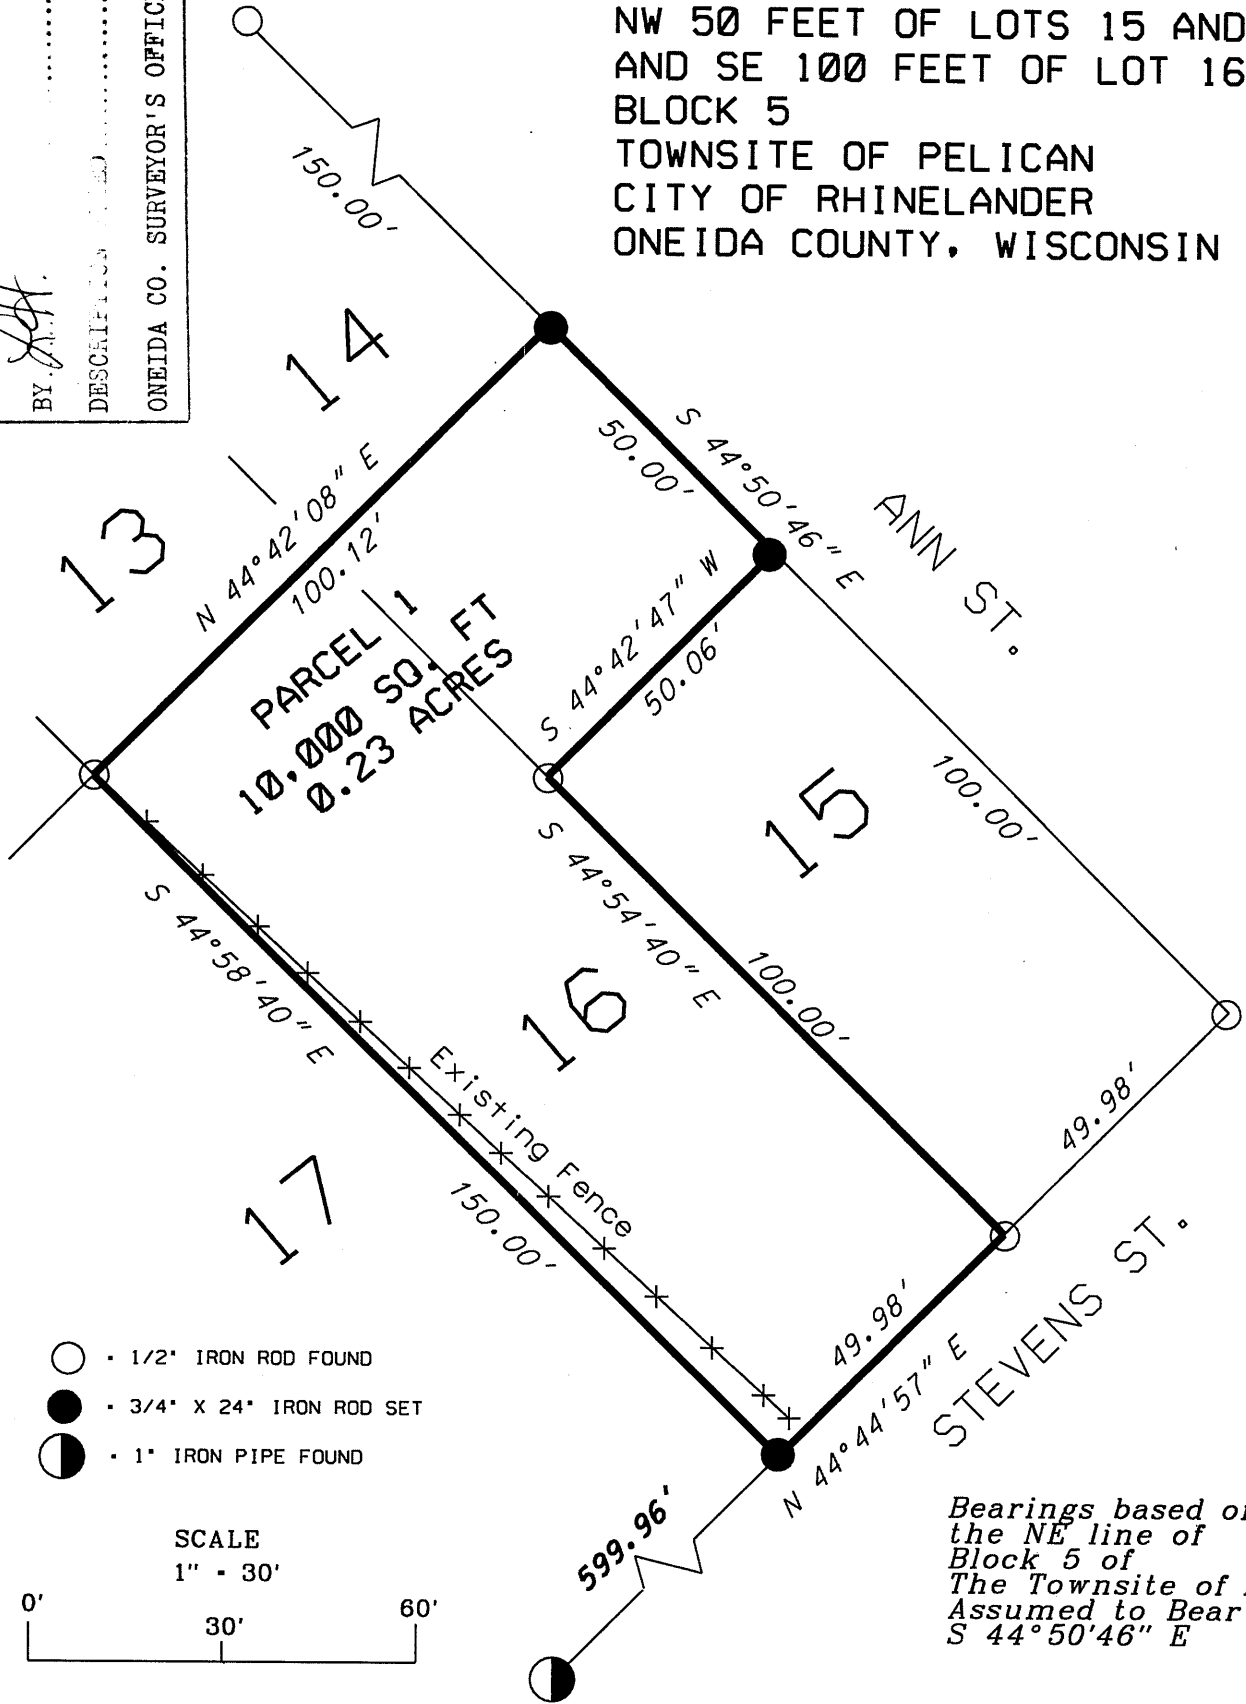 NW 50 FEET OF LOTS 15 AND
AND SE 100 FEET OF LOT 16
BLOCK 5
TOWNSITE OF PELICAN
CITY OF RHINELANDER
ONEIDA COUNTY, WISCONSIN
BY
ONEIDA CO. SURVEYOR'S OFFIC
150.00'
14
13
N 44°42'08" E
100.12'
50.00'
S 44°50'46" E
ANN ST.
PARCEL 1
10,000 SQ. FT
0.23 ACRES
S 44°42'47" W
50.06'
15
100.00'
S 44°54'40" E
100.00'
S 44°58'40" E
16
Existing Fence
150.00'
17
49.98'
49.98'
N 44°44'57" E
STEVENS ST.
599.96'
- 1/2" IRON ROD FOUND
- 3/4" X 24" IRON ROD SET
- 1" IRON PIPE FOUND
SCALE
1" - 30'
0' 30' 60'
Bearings based o
the NE line of
Block 5 of
The Townsite of
Assumed to Bear
S 44°50'46" E